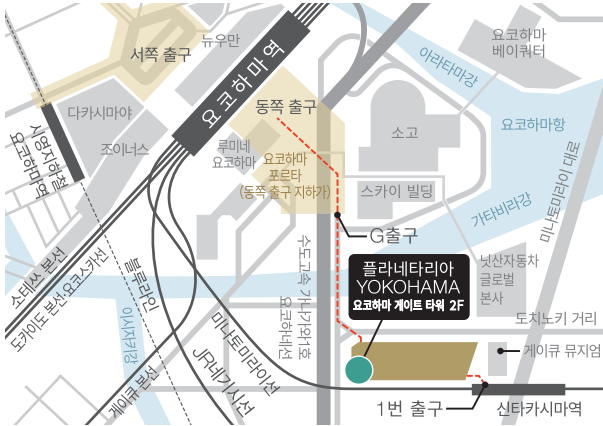 뉴우만
서쪽 출구
요코하마역
요코하마
베이쿼터
아라타마강
다카시마야
동쪽 출구
소고
요코하마항
시영지하철
요코하마역
조이너스
루미네
요코하마
요코하마
포르타
(동쪽 출구 지하가)
스카이 빌딩
가타비라강
미나토미라이 대로
G출구
소테쓰 본선
도카이도 본선·요코스카선
블루라인
수도고속 가나가와1호
요코하네선
플라네타리아
YOKOHAMA
요코하마 게이트 타워 2F
닛산자동차
글로벌
본사
도치노키 거리
이시자키강
게이큐 본선
JR네기시선
미나토미라이선
게이큐 뮤지엄
1번 출구
신타카시마역